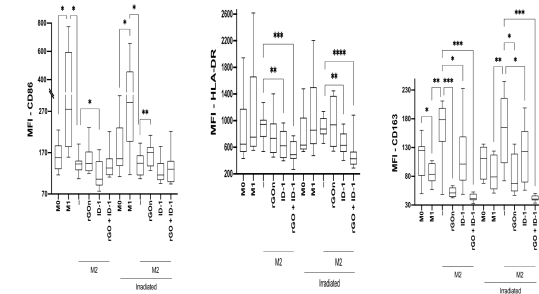 MFI - CD86
800
600
400
270
170
70
* *
*
* *
**
M0
M1
-
rGOn
ID-1
rGO + ID-1
M0
M1
-
rGOn
ID-1
rGO + ID-1
M2
M2
Irradiated
MFI - HLA-DR
2600
2200
1800
1400
1000
600
200
***
**
****
**
M0
M1
-
rGOn
ID-1
rGO + ID-1
M0
M1
-
rGOn
ID-1
rGO + ID-1
M2
M2
Irradiated
MFI - CD163
230
180
130
80
30
***
*
* ** ***
***
*
** *
M0
M1
-
rGOn
ID-1
rGO + ID-1
M0
M1
-
rGOn
ID-1
rGO + ID-1
M2
M2
Irradiated